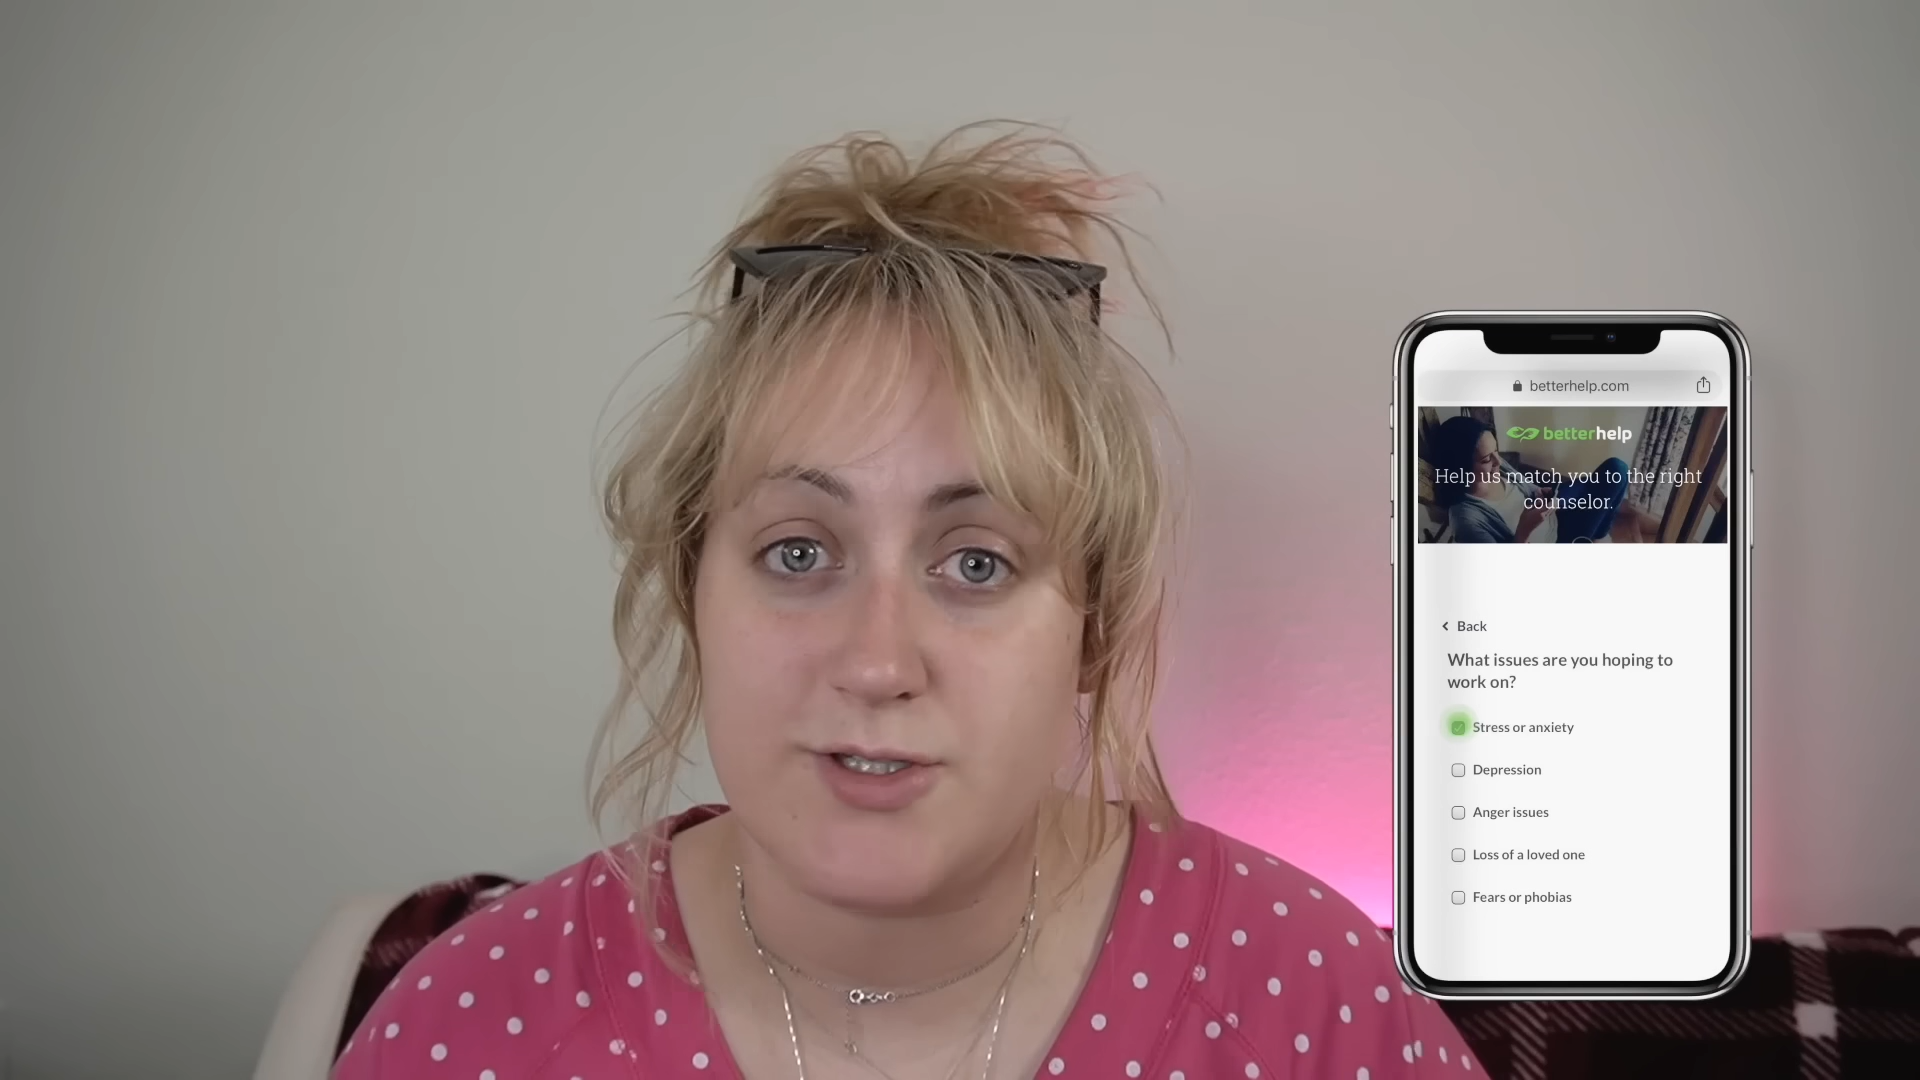 betterhelp.com
betterhelp
Help us match you to the right
counselor.
Back
What issues are you hoping to
work on?
Stress or anxiety
Depression
Anger issues
Loss of a loved one
Fears or phobias